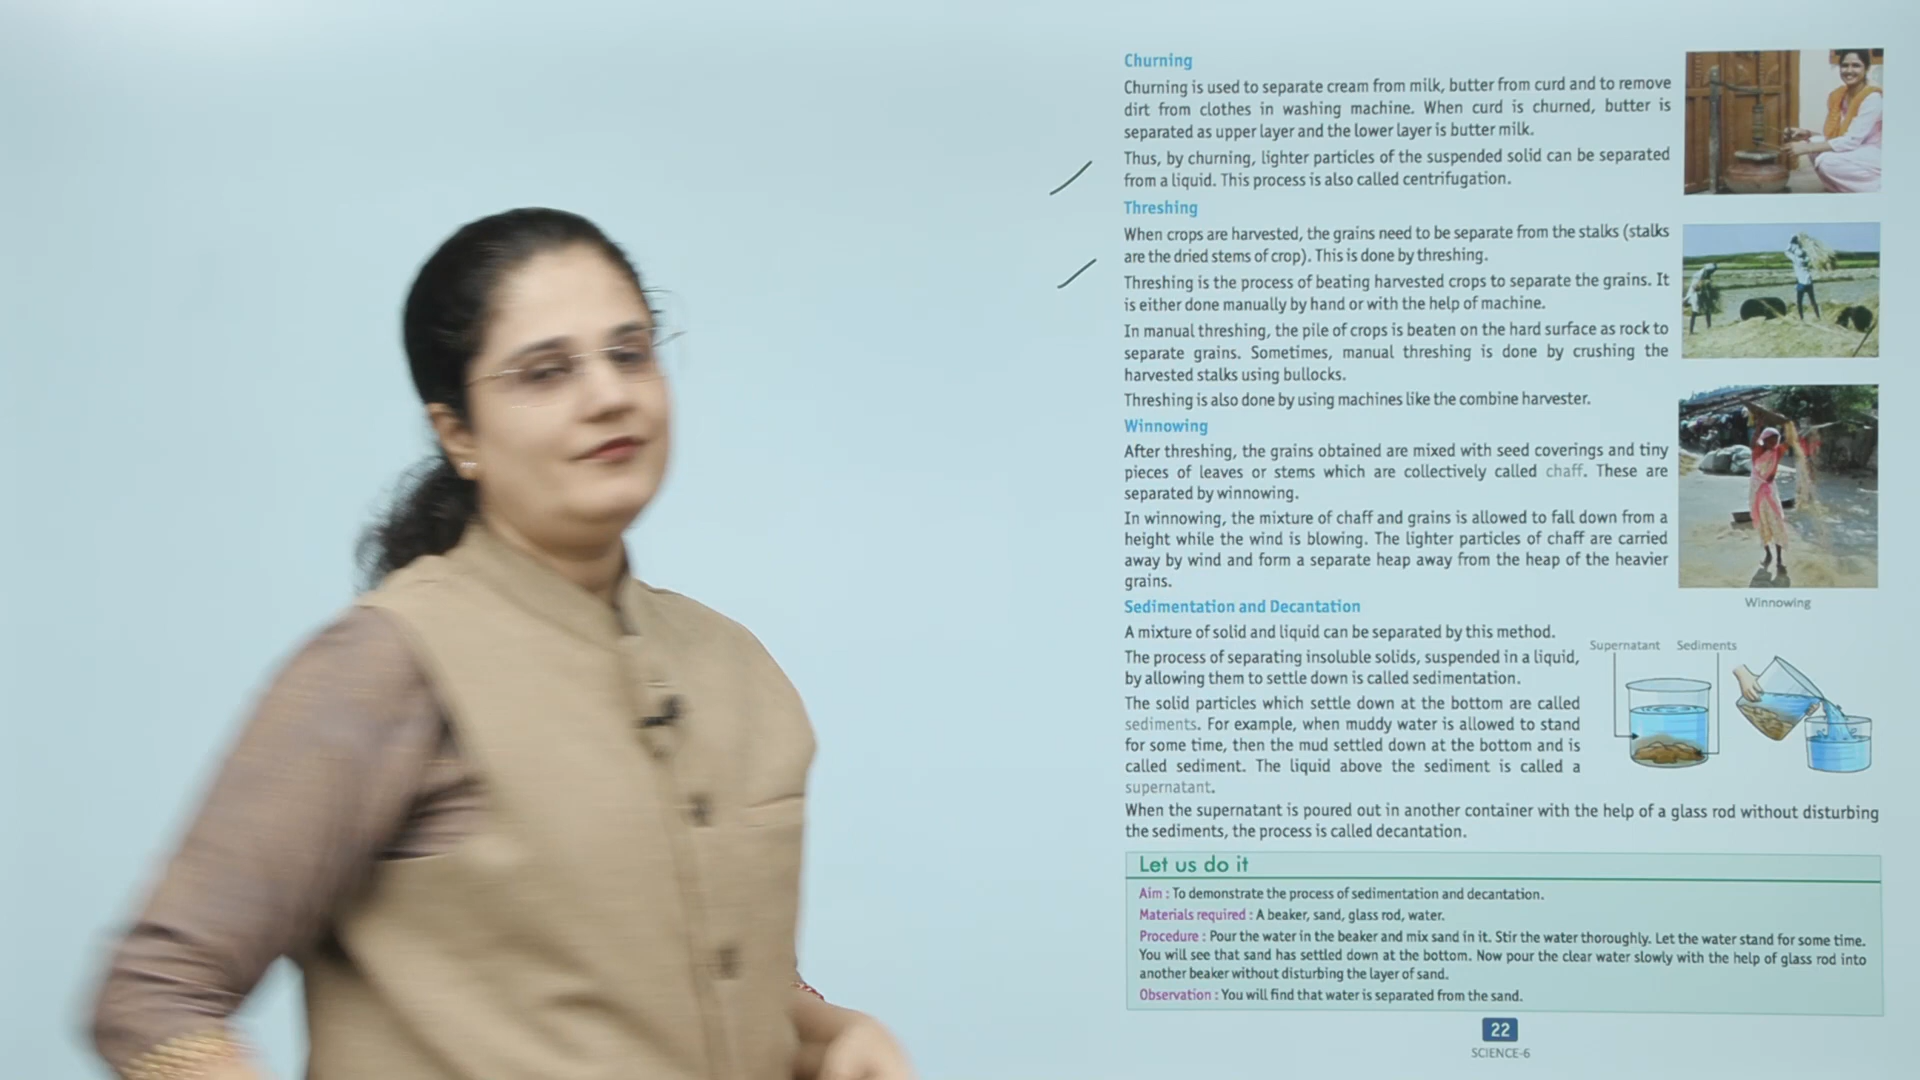 Churning
Churning is used to separate cream from milk, butter from curd and to remove
dirt from clothes in washing machine. When curd is churned, butter is
separated as upper layer and the lower layer is butter milk.
Thus, by churning, lighter particles of the suspended solid can be separated
from a liquid. This process is also called centrifugation.
Threshing
When crops are harvested, the grains need to be separate from the stalks (stalks
are the dried stems of crop). This is done by threshing.
Threshing is the process of beating harvested crops to separate the grains. It
is either done manually by hand or with the help of machine.
In manual threshing, the pile of crops is beaten on the hard surface as rock to
separate grains. Sometimes, manual threshing is done by crushing the
harvested stalks using bullocks.
Threshing is also done by using machines like the combine harvester.
Winnowing
After threshing, the grains obtained are mixed with seed coverings and tiny
pieces of leaves or stems which are collectively called chaff. These are
separated by winnowing.
In winnowing, the mixture of chaff and grains is allowed to fall down from a
height while the wind is blowing. The lighter particles of chaff are carried
away by wind and form a separate heap away from the heap of the heavier
grains.
Winnowing
Sedimentation and Decantation
A mixture of solid and liquid can be separated by this method.
The process of separating insoluble solids, suspended in a liquid,
by allowing them to settle down is called sedimentation.
The solid particles which settle down at the bottom are called
sediments. For example, when muddy water is allowed to stand
for some time, then the mud settled down at the bottom and is
called sediment. The liquid above the sediment is called a
supernatant.
Supernatant Sediments
When the supernatant is poured out in another container with the help of a glass rod without disturbing
the sediments, the process is called decantation.
Let us do it
Aim : To demonstrate the process of sedimentation and decantation.
Materials required : A beaker, sand, glass rod, water.
Procedure : Pour the water in the beaker and mix sand in it. Stir the water thoroughly. Let the water stand for some time.
You will see that sand has settled down at the bottom. Now pour the clear water slowly with the help of glass rod into
another beaker without disturbing the layer of sand.
Observation : You will find that water is separated from the sand.
22
SCIENCE-6